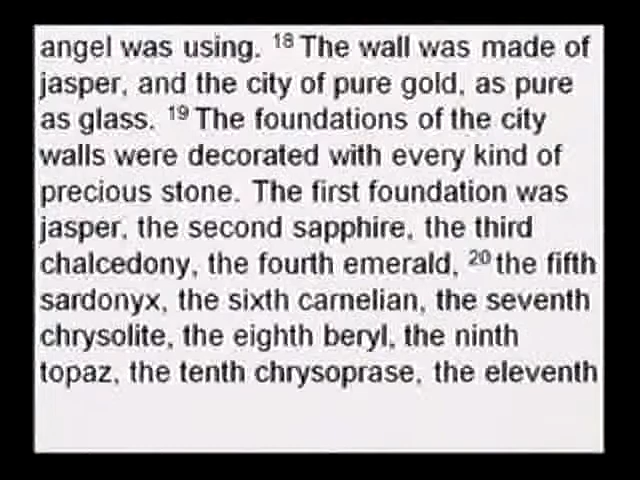 angel was using. 18 The wall was made of
jasper, and the city of pure gold, as pure
as glass. 19 The foundations of the city
walls were decorated with every kind of
precious stone. The first foundation was
jasper, the second sapphire, the third
chalcedony, the fourth emerald, 20 the fifth
sardonyx, the sixth carnelian, the seventh
chrysolite, the eighth beryl, the ninth
topaz, the tenth chrysoprase, the eleventh